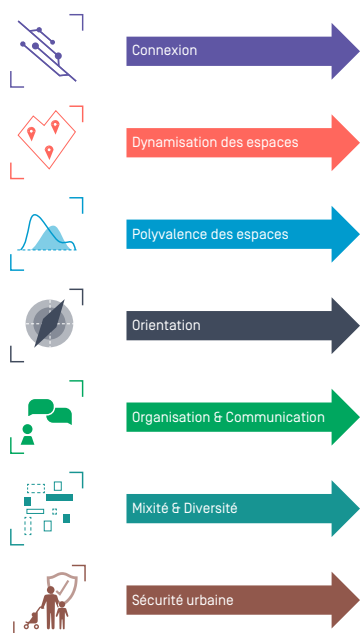 Connexion
Dynamisation des espaces
Polyvalence des espaces
Orientation
Organisation & Communication
Mixité & Diversité
Sécurité urbaine